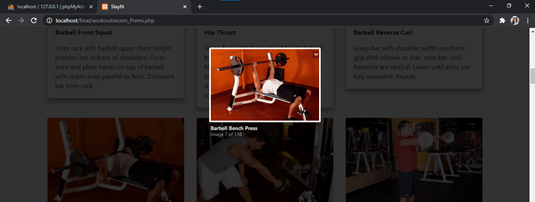 localhost / 127.0.0.1 | phpMyAd
Stayfit
localhost/final/workoutrecom_Premi.php
Barbell Front Squat
From rack with barbell upper chest height, position bar in front of shoulders. Cross arms and place hands on top of barbell with upper arms parallel to floor. Dismount bar from rack.
Hip Thrust
Barbell Reverse Curl
Grasp bar with shoulder width overhand grip.With elbows to side, raise bar until forearms are vertical. Lower until arms are fully extended. Repeat.
Barbell Bench Press
Image 7 of 115